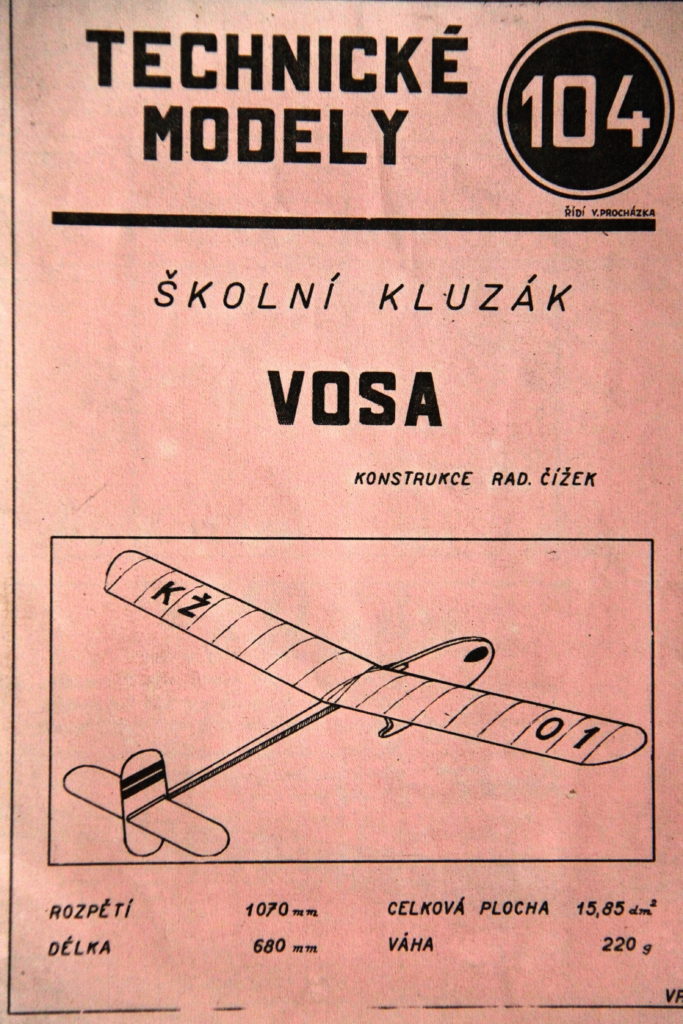 TECHNICKÉ
MODELY
104
ŘÍDÍ V. PROCHÁZKA
ŠKOLNÍ KLUZÁK
VOSA
KONSTRUKCE RAD. ČÍŽEK
KŽ
01
ROZPĚTÍ 1070 mm CELKOVÁ PLOCHA 15,85 dm²
DÉLKA 680 mm VÁHA 220 g